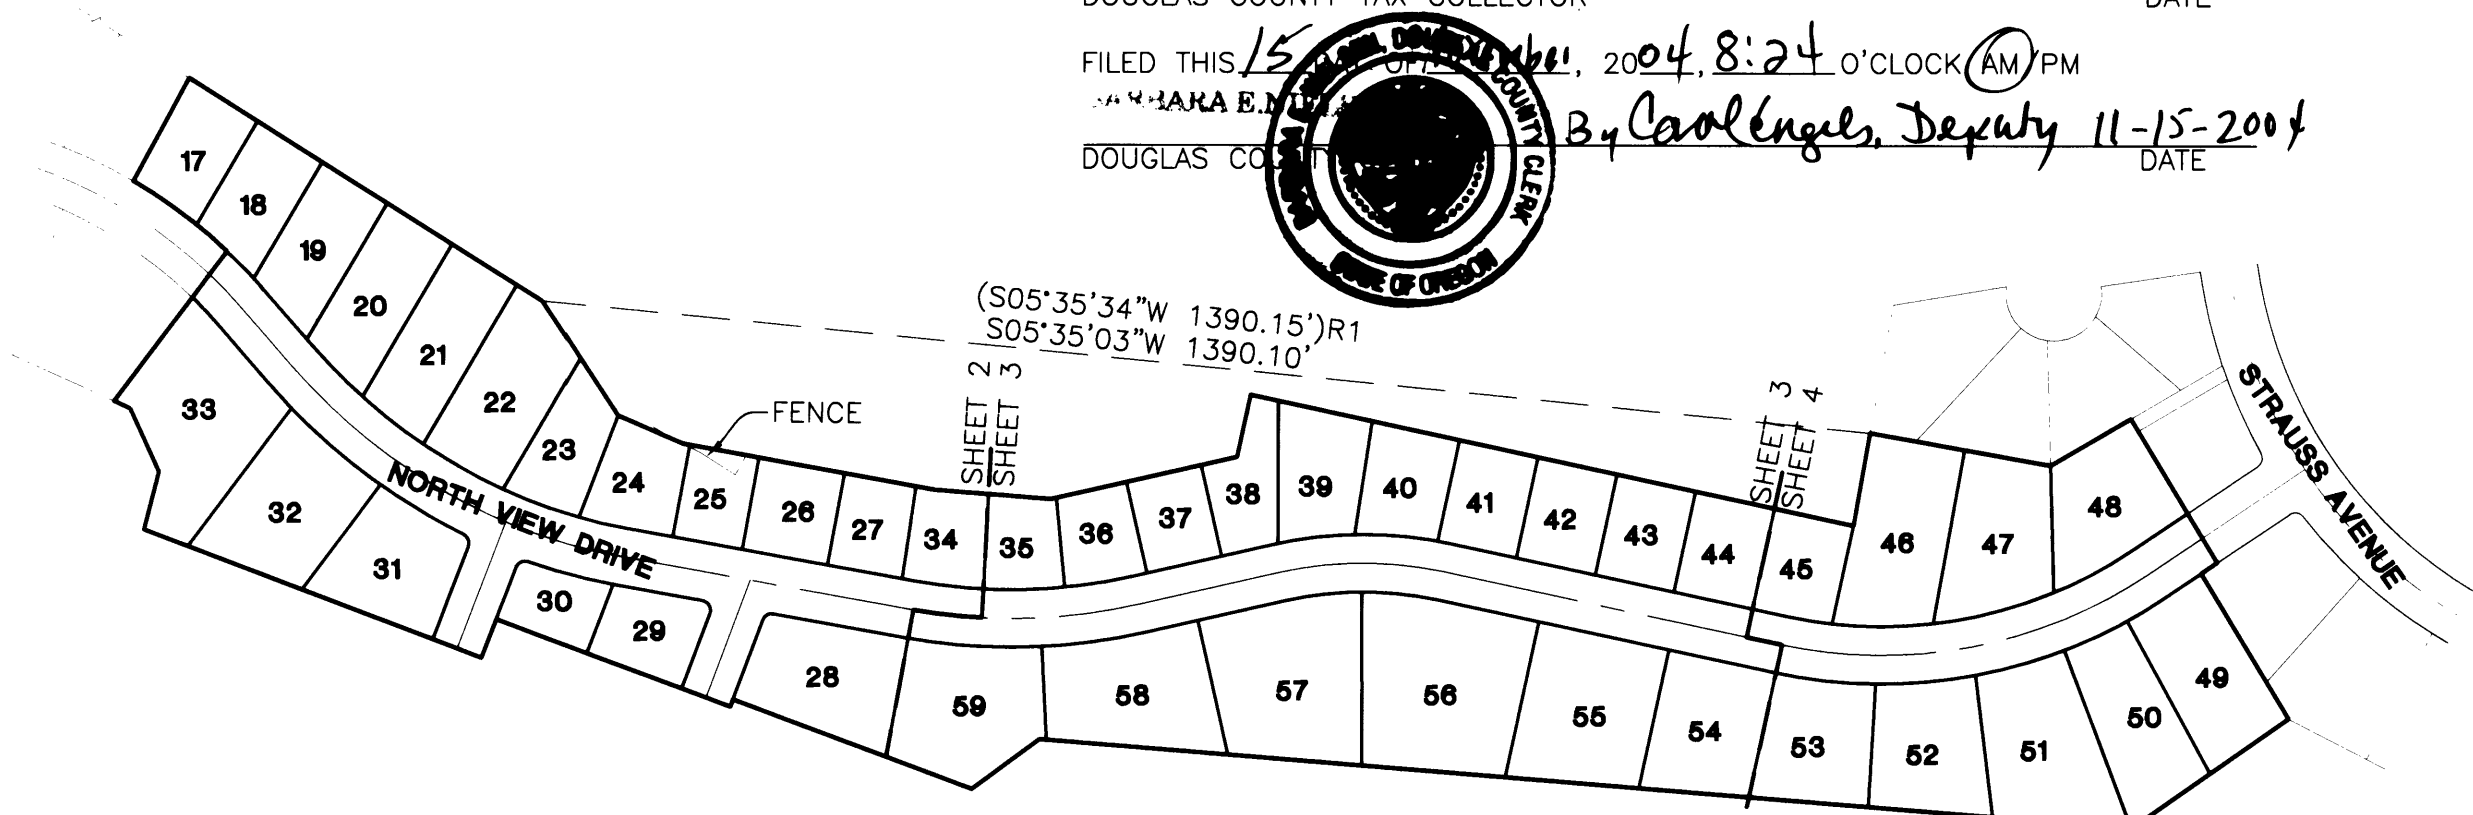 DOUGLAS COUNTY TAX COLLECTOR DATE
FILED THIS 15 OF, 2004, 8:24 O'CLOCK AM/PM
BARBARA E.
By Carol Engels, Deputy 11-15-2004
DOUGLAS COUNTY DATE
COUNTY CLERK
STATE OF OREGON
(S05°35'34"W 1390.15')R1
S05°35'03"W 1390.10'
SHEET 2
SHEET 3
SHEET 3
SHEET 4
FENCE
STRAUSS AVENUE
NORTH VIEW DRIVE
17
18
19
20
21
22
23
24
25
26
27
34
35
36
37
38
39
40
41
42
43
44
45
46
47
48
33
32
31
30
29
28
59
58
57
56
55
54
53
52
51
50
49